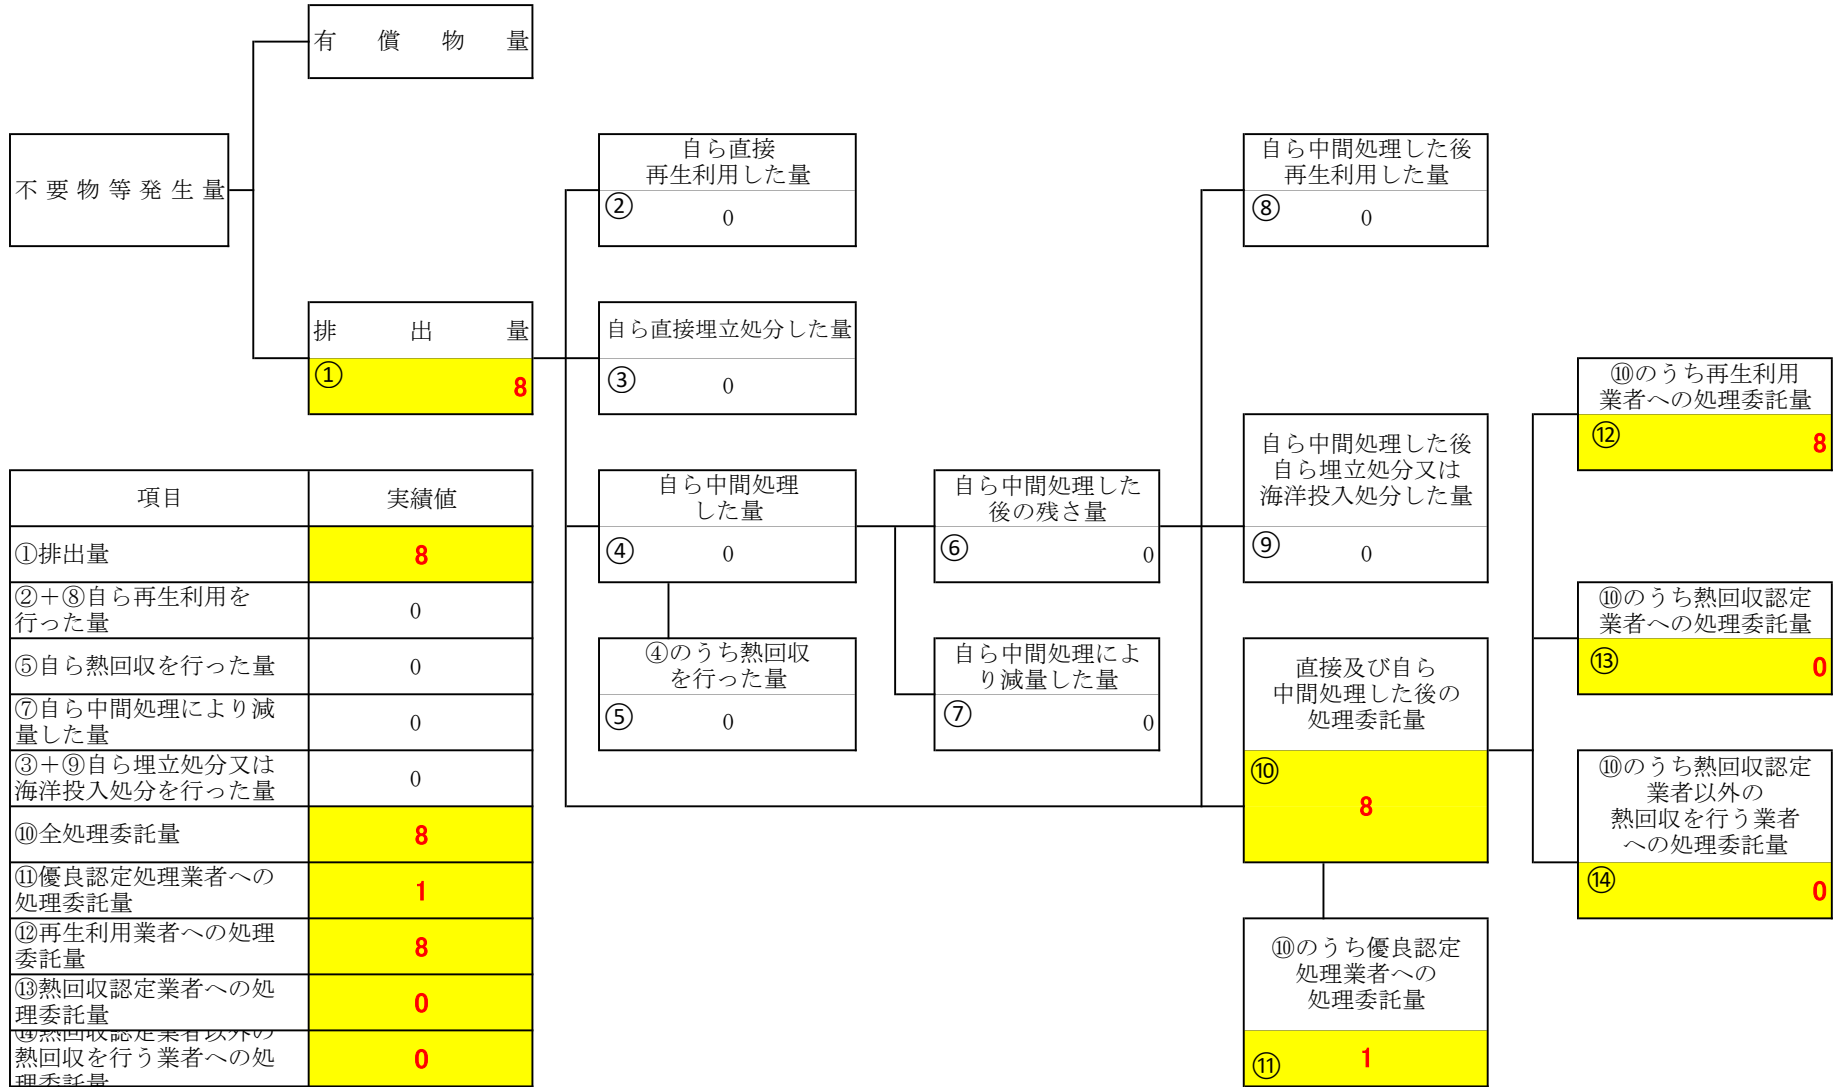 有償物量
不要物等発生量
排出量
①
8
自ら直接
再生利用した量
②
0
自ら直接埋立処分した量
③
0
自ら中間処理
した量
④
0
④のうち熱回収
を行った量
⑤
0
自ら中間処理した
後の残さ量
⑥
0
自ら中間処理によ
り減量した量
⑦
0
自ら中間処理した後
再生利用した量
⑧
0
自ら中間処理した後
自ら埋立処分又は
海洋投入処分した量
⑨
0
直接及び自ら
中間処理した後の
処理委託量
⑩
8
⑩のうち優良認定
処理業者への
処理委託量
⑪
1
⑩のうち再生利用
業者への処理委託量
⑫
8
⑩のうち熱回収認定
業者への処理委託量
⑬
0
⑩のうち熱回収認定
業者以外の
熱回収を行う業者
への処理委託量
⑭
0
項目 実績値
①排出量 8
②+⑧自ら再生利用を
行った量
0
⑤自ら熱回収を行った量 0
⑦自ら中間処理により減
量した量
0
③+⑨自ら埋立処分又は
海洋投入処分を行った量
0
⑩全処理委託量 8
⑪優良認定処理業者への
処理委託量
1
⑫再生利用業者への処理
委託量
8
⑬熱回収認定業者への処
理委託量
0
⑭熱回収認定業者以外の
熱回収を行う業者への処
理委託量
0